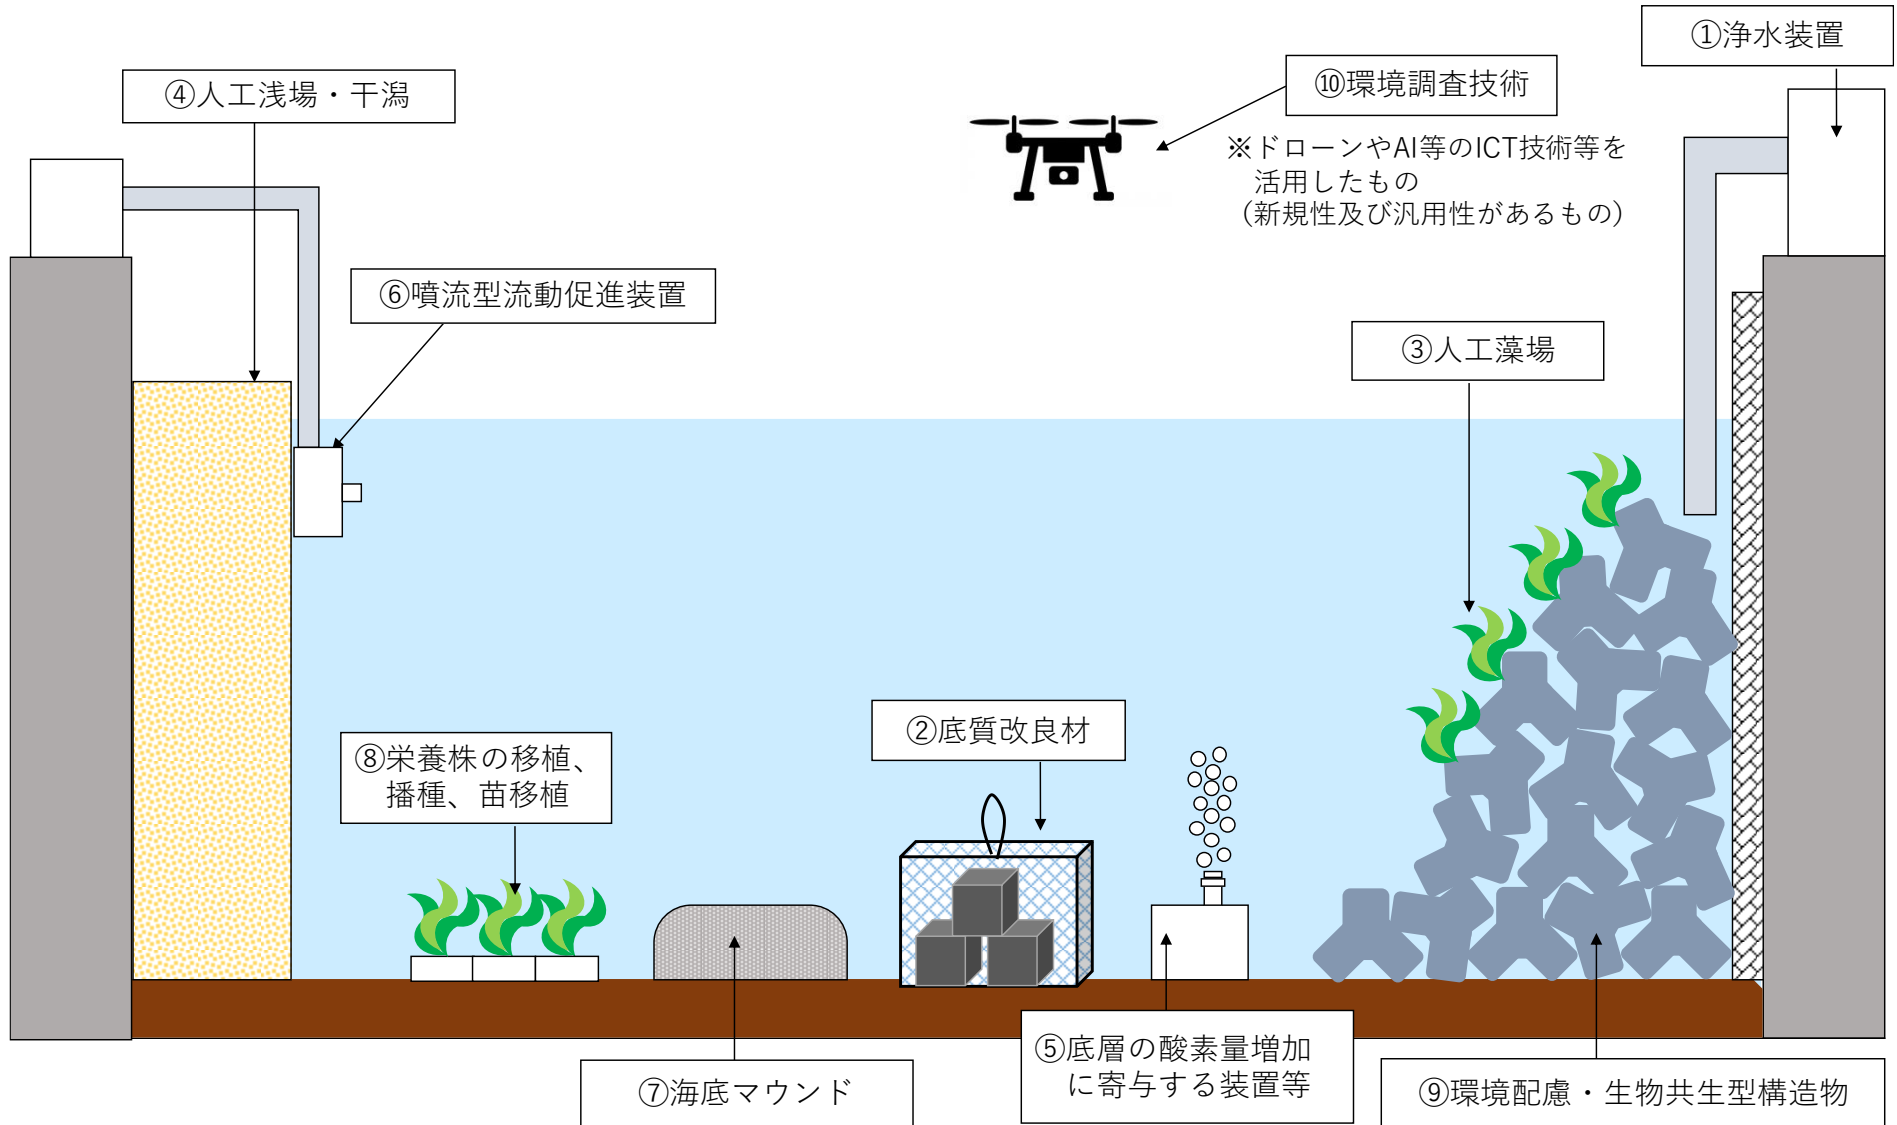 ①浄水装置
④人工浅場・干潟
⑩環境調査技術
※ドローンやAI等のICT技術等を
活用したもの
（新規性及び汎用性があるもの）
⑥噴流型流動促進装置
③人工藻場
②底質改良材
⑧栄養株の移植、
播種、苗移植
⑤底層の酸素量増加
に寄与する装置等
⑦海底マウンド
⑨環境配慮・生物共生型構造物